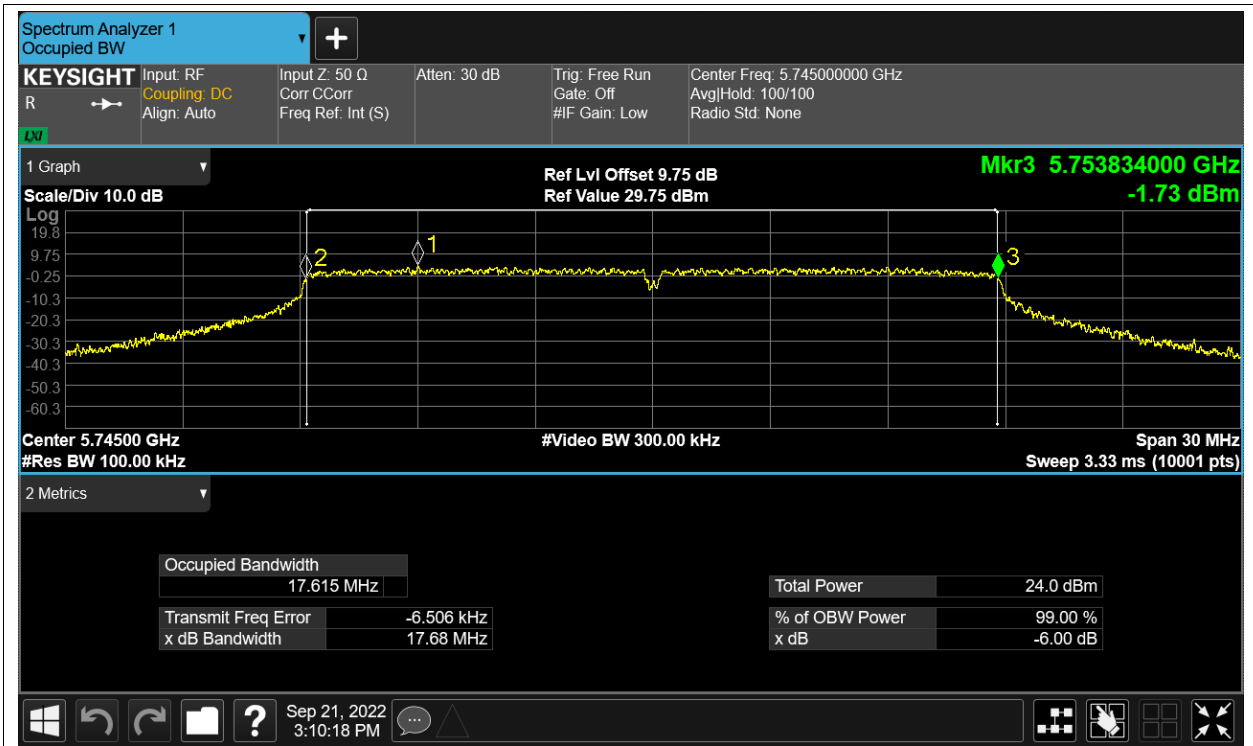 Spectrum Analyzer 1
Occupied BW
KEYSIGHT
R
LXI
Input: RF
Coupling: DC
Align: Auto
Input Z: 50 Ω
Corr CCorr
Freq Ref: Int (S)
Atten: 30 dB
Trig: Free Run
Gate: Off
#IF Gain: Low
Center Freq: 5.745000000 GHz
Avg|Hold: 100/100
Radio Std: None
1 Graph
Scale/Div 10.0 dB
Ref Lvl Offset 9.75 dB
Ref Value 29.75 dBm
Mkr3 5.753834000 GHz
-1.73 dBm
Log
19.8
9.75
-0.25
-10.3
-20.3
-30.3
-40.3
-50.3
-60.3
2
1
3
Center 5.74500 GHz
#Res BW 100.00 kHz
#Video BW 300.00 kHz
Span 30 MHz
Sweep 3.33 ms (10001 pts)
2 Metrics
Occupied Bandwidth
17.615 MHz
Transmit Freq Error -6.506 kHz
x dB Bandwidth 17.68 MHz
Total Power 24.0 dBm
% of OBW Power 99.00 %
x dB -6.00 dB
?
Sep 21, 2022
3:10:18 PM